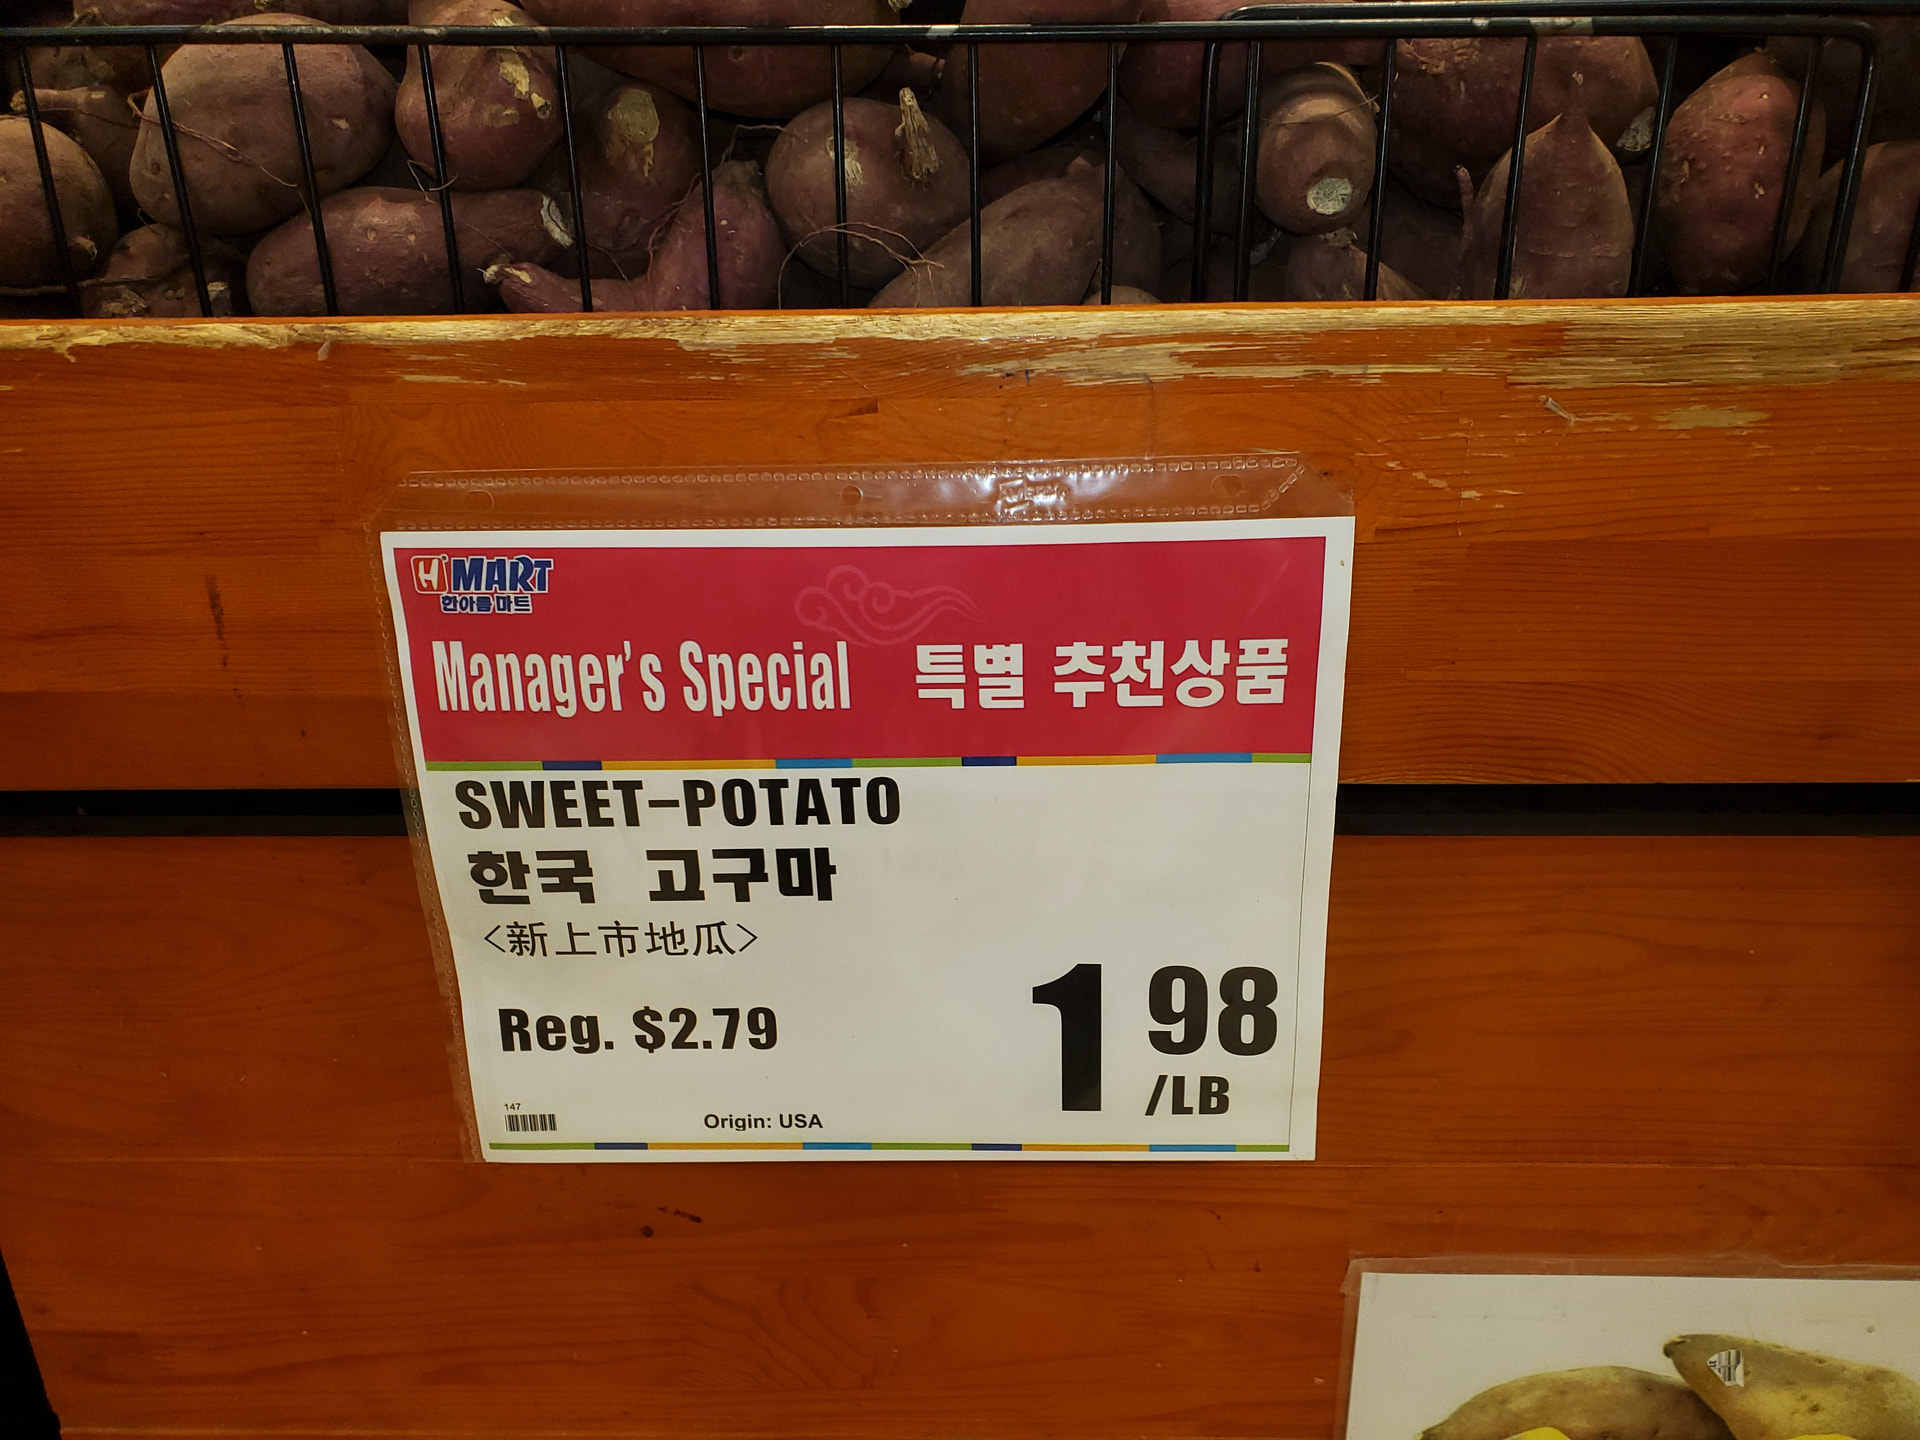 H MART
한아름 마트
Manager's Special 특별 추천상품
SWEET-POTATO
한국 고구마
<新上市地瓜>
Reg. $2.79
1 98
/LB
147
Origin: USA